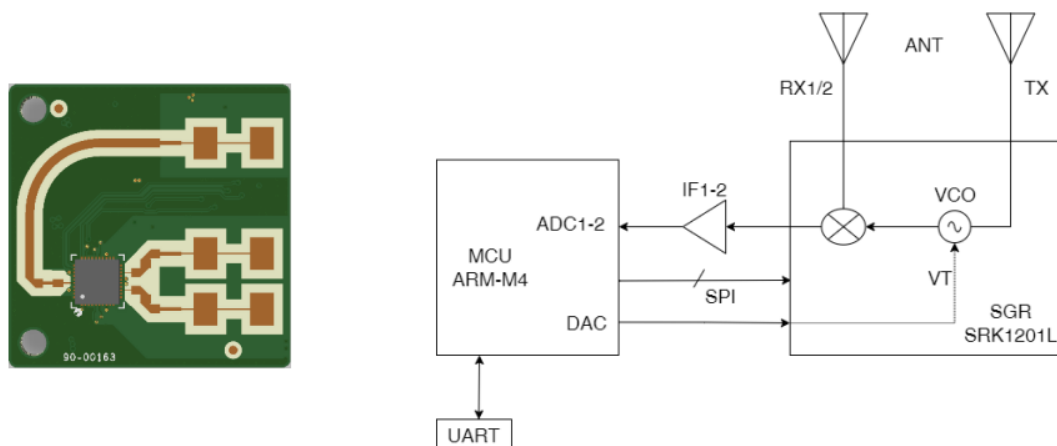 90-00163
ANT
RX1/2
TX
IF1-2
VCO
ADC1-2
MCU
ARM-M4
SPI
VT
DAC
SGR
SRK1201L
UART